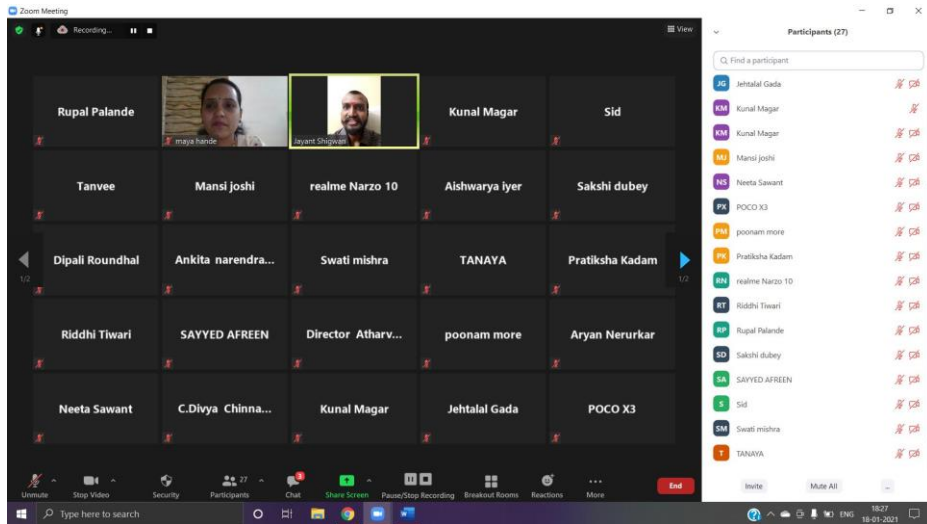 Zoom Meeting
Recording...
View
Participants (27)
Find a participant
Rupal Palande
maya hande
Jayant Shigwan
Kunal Magar
Sid
Tanvee
Mansi joshi
realme Narzo 10
Aishwarya iyer
Sakshi dubey
1/2
Dipali Roundhal
Ankita narendra...
Swati mishra
TANAYA
Pratiksha Kadam
1/2
Riddhi Tiwari
SAYYED AFREEN
Director Atharv...
poonam more
Aryan Nerurkar
Neeta Sawant
C.Divya Chinna...
Kunal Magar
Jehtalal Gada
POCO X3
JG Jehtalal Gada
KM Kunal Magar
KM Kunal Magar
MJ Mansi joshi
NS Neeta Sawant
PX POCO X3
PM poonam more
PK Pratiksha Kadam
RN realme Narzo 10
RT Riddhi Tiwari
RP Rupal Palande
SD Sakshi dubey
SA SAYYED AFREEN
S Sid
SM Swati mishra
T TANAYA
Unmute
Stop Video
Security
27
Participants
3
Chat
Share Screen
Pause/Stop Recording
Breakout Rooms
Reactions
More
End
Invite
Mute All
...
Type here to search
ENG
18:27
18-01-2021